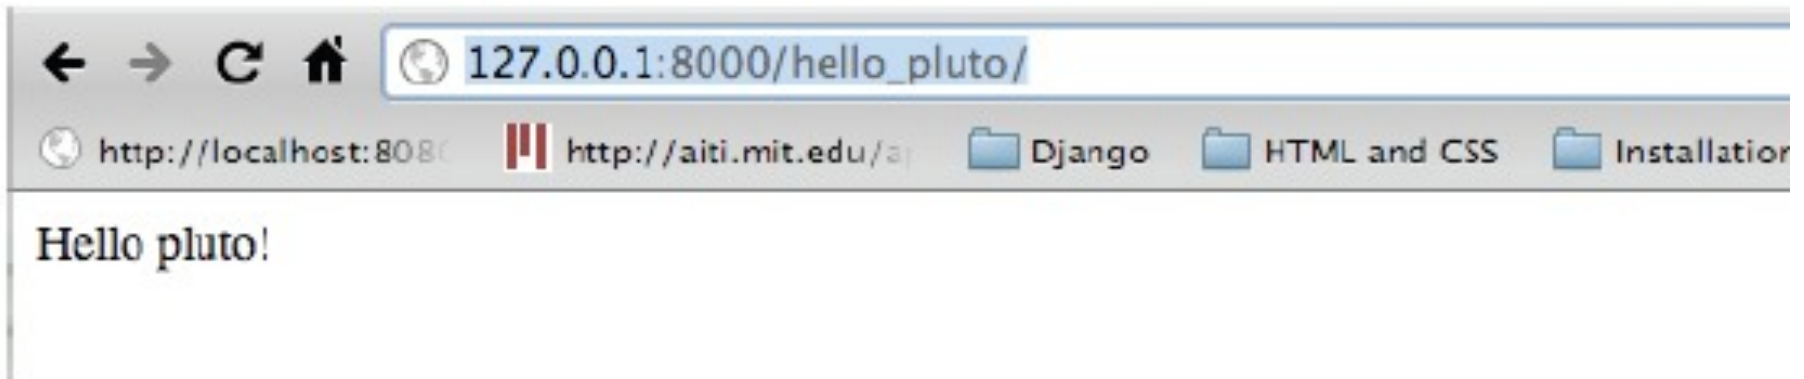 127.0.0.1:8000/hello_pluto/
http://localhost:808 http://aiti.mit.edu/a Django HTML and CSS Installation
Hello pluto!